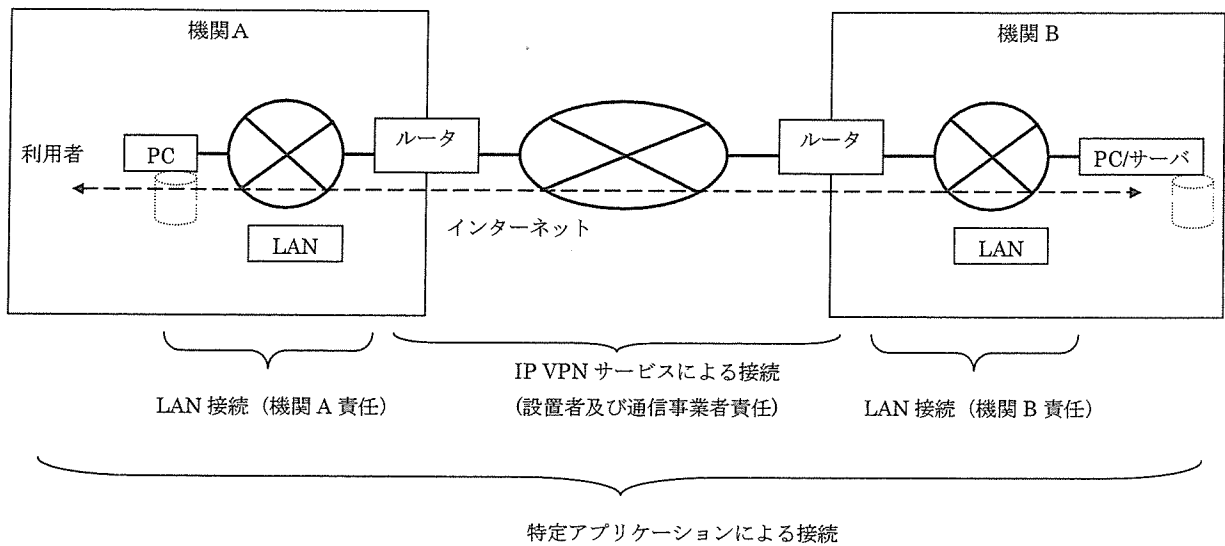 機関A
機関 B
利用者
PC
ルータ
ルータ
PC/サーバ
インターネット
LAN
LAN
IP VPN サービスによる接続
(設置者及び通信事業者責任)
LAN 接続（機関 A 責任）
LAN 接続（機関 B 責任）
特定アプリケーションによる接続